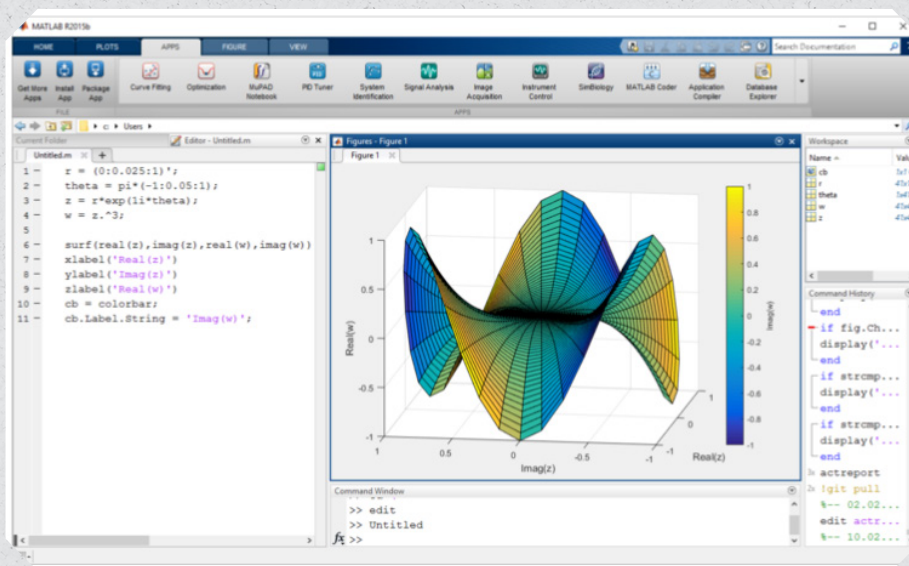 MATLAB R2015b
HOME PLOTS APPS FIGURE VIEW
Search Documentation
Get More Apps
Install App
Package App
Curve Fitting
Optimization
MuPAD Notebook
PID Tuner
System Identification
Signal Analysis
Image Acquisition
Instrument Control
SimBiology
MATLAB Coder
Application Compiler
Database Explorer
FILE
APPS
c: Users
Current Folder
Editor - Untitled.m
Untitled.m
1 r = (0:0.025:1)';
2 theta = pi*(-1:0.05:1);
3 z = r*exp(1i*theta);
4 w = z.^3;
5
6 surf(real(z),imag(z),real(w),imag(w))
7 xlabel('Real(z)')
8 ylabel('Imag(z)')
9 zlabel('Real(w)')
10 cb = colorbar;
11 cb.Label.String = 'Imag(w)';
Figures - Figure 1
Figure 1
1
0.5
0
-0.5
-1
Real(w)
1 0.5 0 -0.5 -1
Imag(z)
-1 0 1
Real(z)
1
0.8
0.6
0.4
0.2
0
-0.2
-0.4
-0.6
-0.8
-1
Imag(w)
Command Window
>> edit
>> Untitled
fx >>
Workspace
Name
cb
r
theta
w
z
Command History
end
if fig.Ch...
display('...
end
if strcmp...
display('...
end
if strcmp...
display('...
end
actreport
!git pull
%-- 02.02...
edit actr...
%-- 10.02...